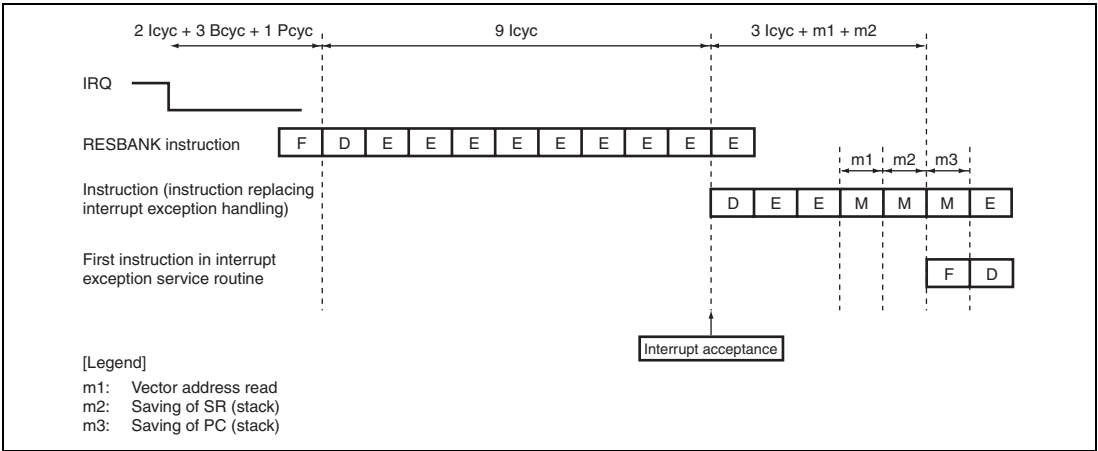 2 Icyc + 3 Bcyc + 1 Pcyc 9 Icyc 3 Icyc + m1 + m2
IRQ
RESBANK instruction F D E E E E E E E E E
m1 m2 m3
Instruction (instruction replacing
interrupt exception handling) D E E M M M E
First instruction in interrupt
exception service routine F D
Interrupt acceptance
[Legend]
m1: Vector address read
m2: Saving of SR (stack)
m3: Saving of PC (stack)